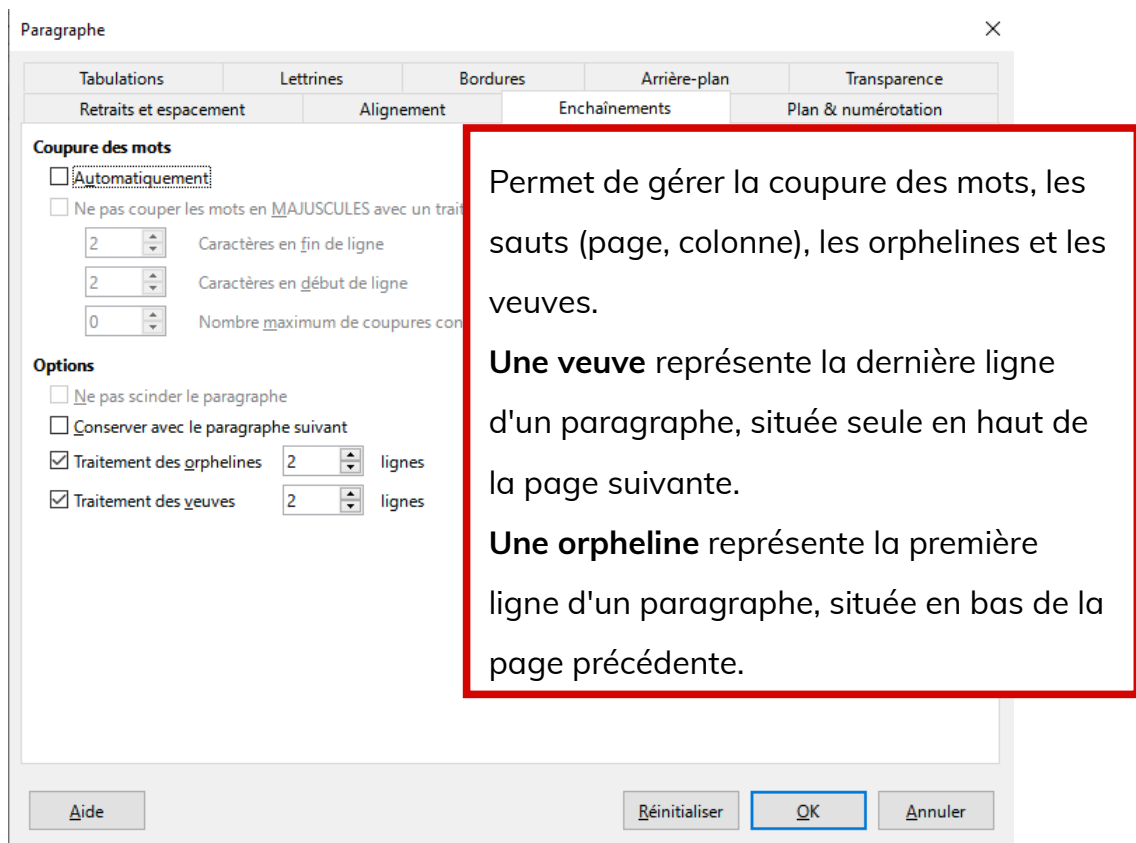 Paragraphe
Tabulations Lettrines Bordures Arrière-plan Transparence
Retraits et espacement Alignement Enchaînements Plan & numérotation
Coupure des mots
Automatiquement
Ne pas couper les mots en MAJUSCULES avec un trait
2 Caractères en fin de ligne
2 Caractères en début de ligne
0 Nombre maximum de coupures con
Options
Ne pas scinder le paragraphe
Conserver avec le paragraphe suivant
Traitement des orphelines 2 lignes
Traitement des veuves 2 lignes
Permet de gérer la coupure des mots, les
sauts (page, colonne), les orphelines et les
veuves.
Une veuve représente la dernière ligne
d'un paragraphe, située seule en haut de
la page suivante.
Une orpheline représente la première
ligne d'un paragraphe, située en bas de la
page précédente.
Aide Réinitialiser OK Annuler